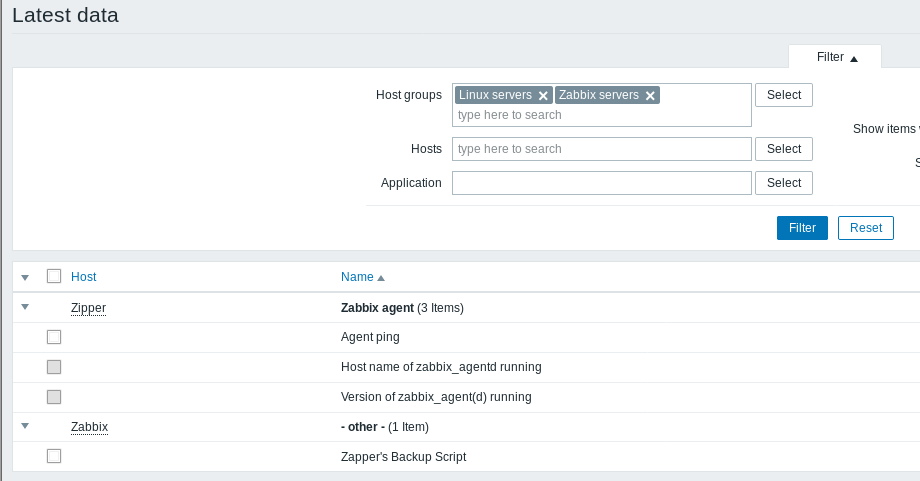 Latest data
Filter
Host groups Linux servers Zabbix servers Select
type here to search
Show items
Hosts type here to search Select
S
Application Select
Filter Reset
Host Name
Zipper Zabbix agent (3 Items)
Agent ping
Host name of zabbix_agentd running
Version of zabbix_agent(d) running
Zabbix - other - (1 Item)
Zapper's Backup Script